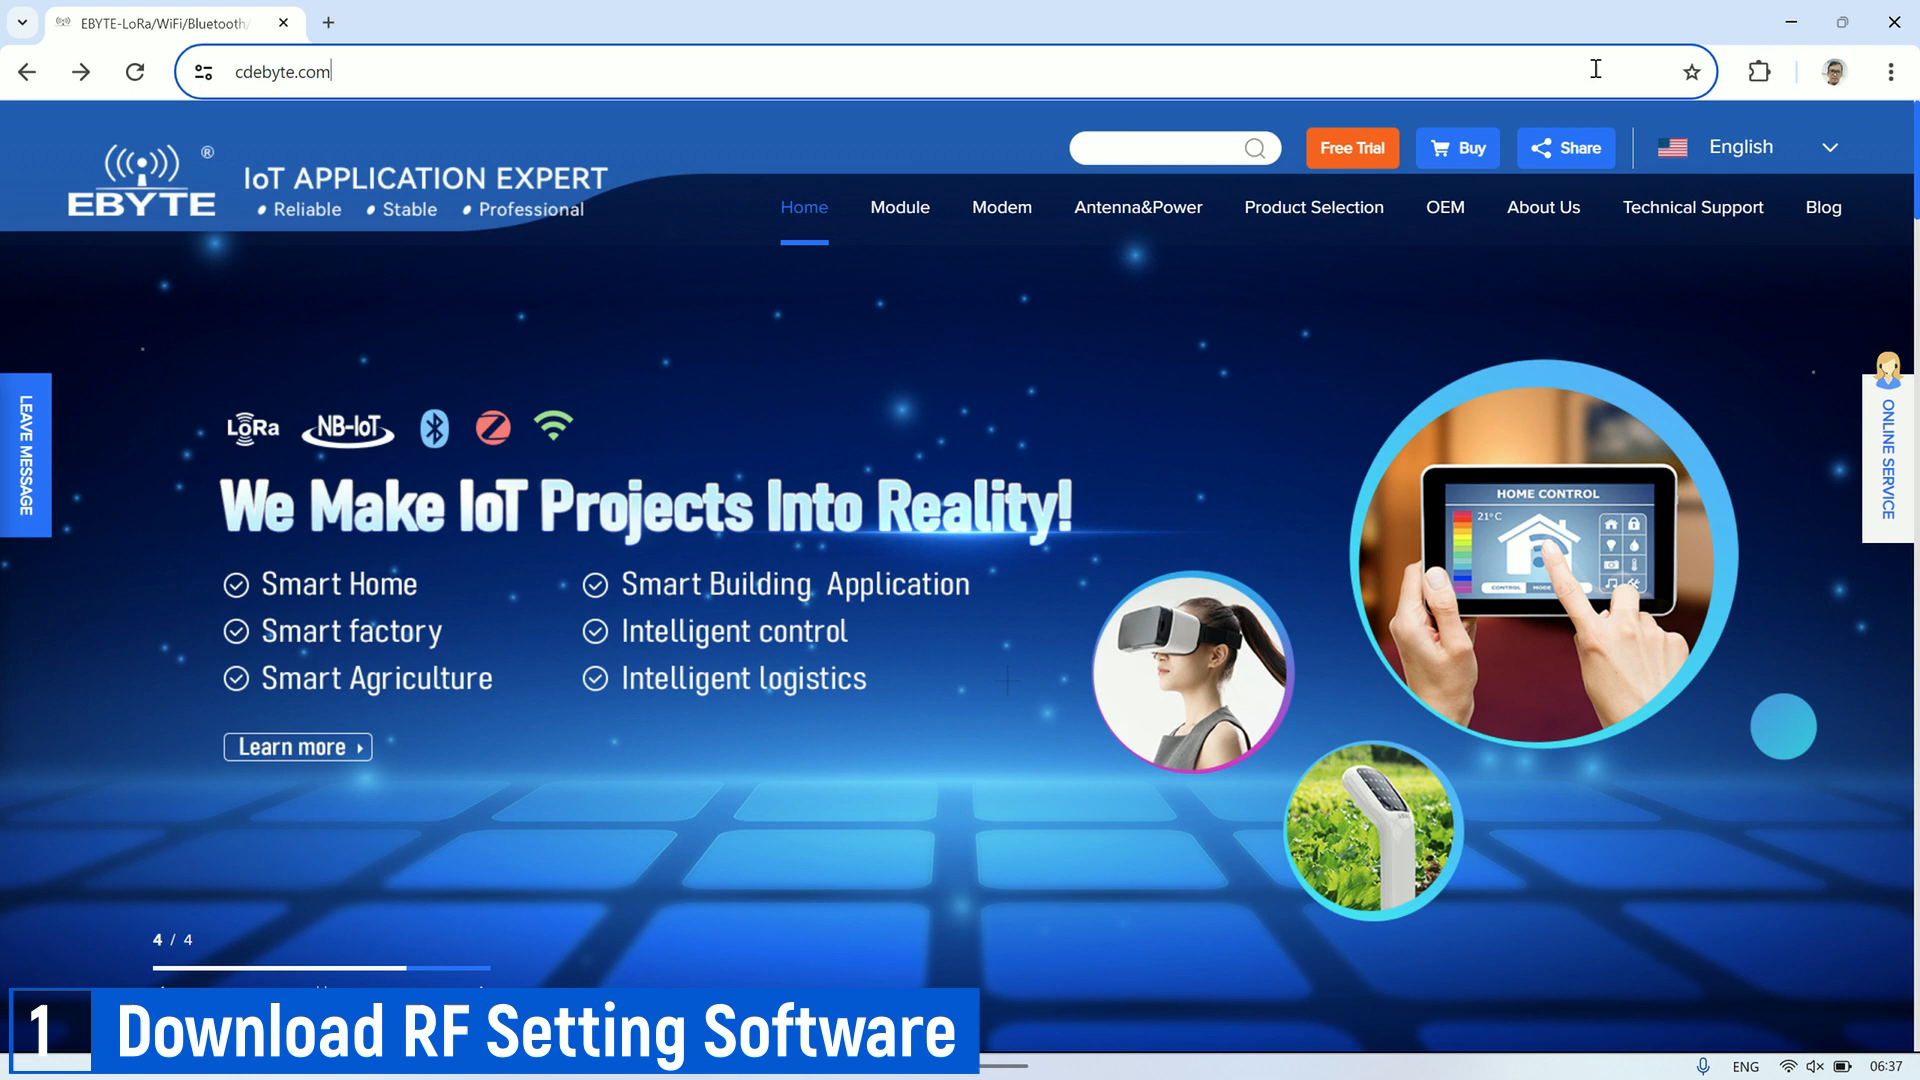 EBYTE-LoRa/WiFi/Bluetooth/
cdebyte.com
EBYTE ®
IoT APPLICATION EXPERT
• Reliable • Stable • Professional
Free Trial
Buy
Share
English
Home
Module
Modem
Antenna&Power
Product Selection
OEM
About Us
Technical Support
Blog
LEAVE MESSAGE
ONLINE SERVICE
LoRa
NB-IoT
We Make IoT Projects Into Reality!
Smart Home
Smart Building Application
Smart factory
Intelligent control
Smart Agriculture
Intelligent logistics
Learn more
HOME CONTROL
21°C
CONTROL
MODE
4 / 4
1
Download RF Setting Software
ENG
06:37